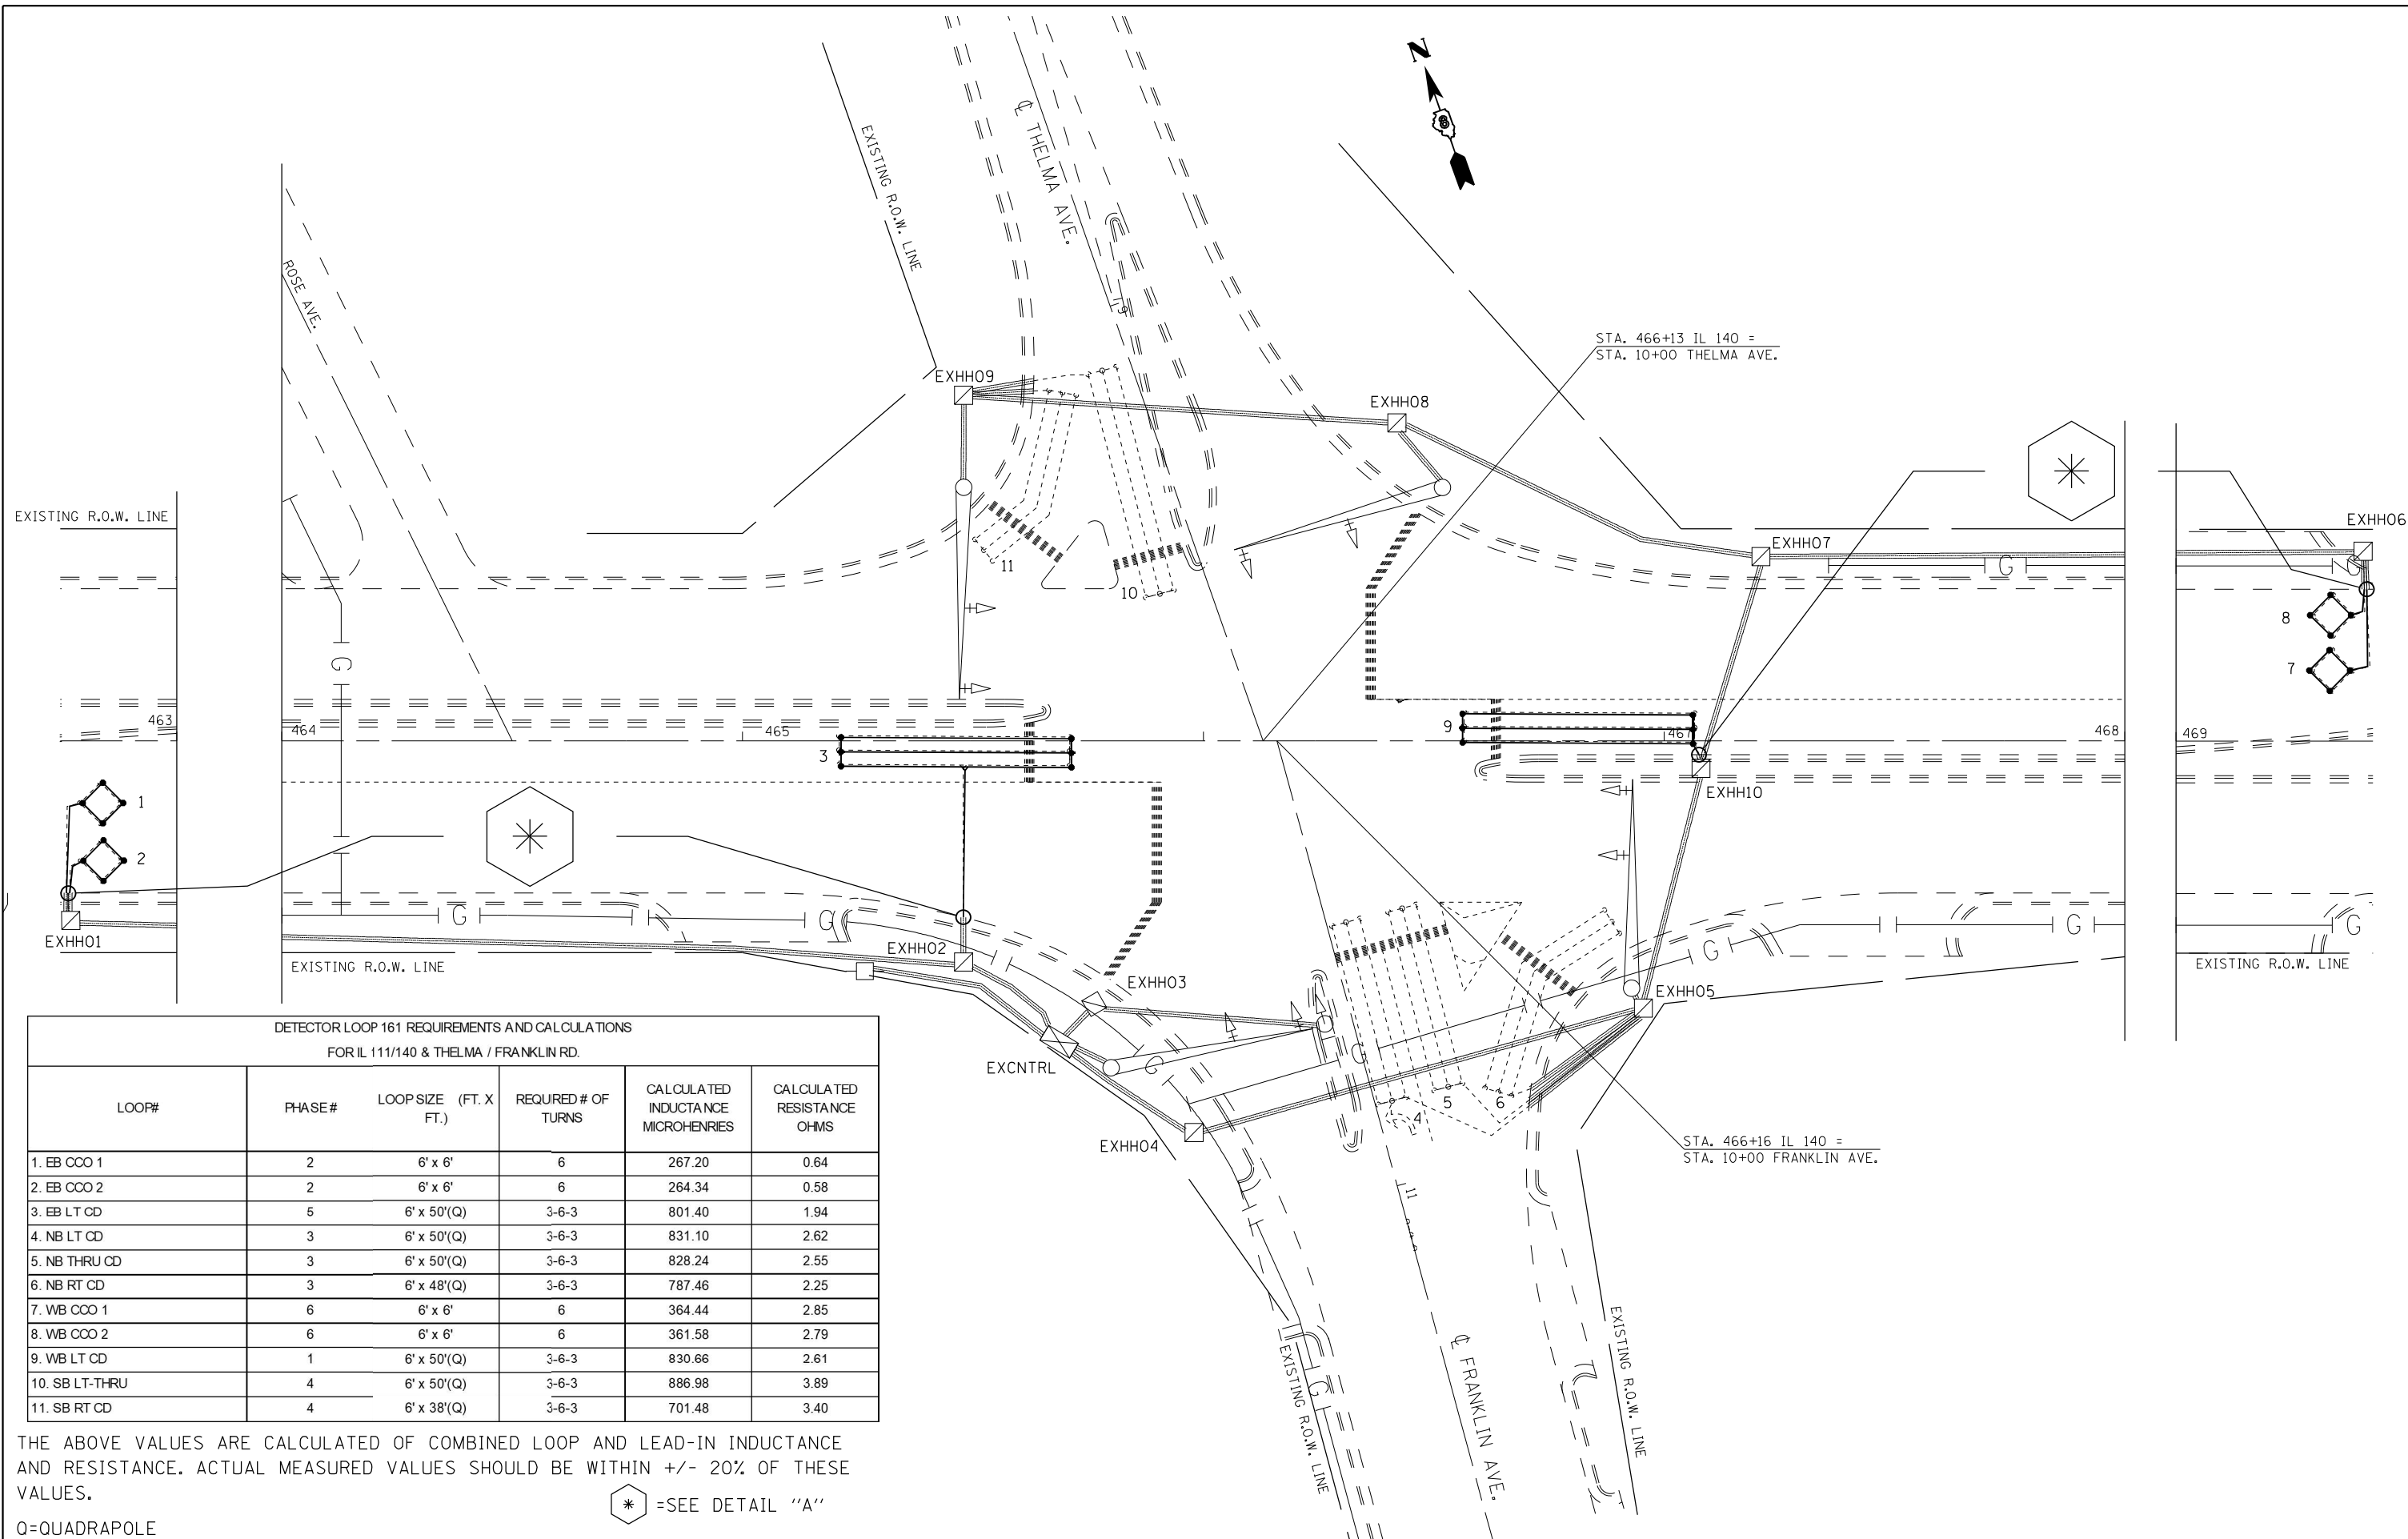 N
EXISTING R.O.W. LINE
℄ THELMA AVE.
ROSE AVE.
STA. 466+13 IL 140 =
STA. 10+00 THELMA AVE.
EXHH09
EXHH08
EXISTING R.O.W. LINE
EXHH07
EXHH06
G
11
10
8
7
G
463
464
465
9
467
468
469
3
EXHH10
1
2
G
G
G
G
G
EXHH01
EXHH02
EXISTING R.O.W. LINE
EXISTING R.O.W. LINE
EXHH03
EXHH05
EXCNTRL
G
G
5
6
4
EXHH04
STA. 466+16 IL 140 =
STA. 10+00 FRANKLIN AVE.
11
℄ FRANKLIN AVE.
EXISTING R.O.W. LINE
EXISTING R.O.W. LINE
G
DETECTOR LOOP 161 REQUIREMENTS AND CALCULATIONS
FOR IL 111/140 & THELMA / FRANKLIN RD.
LOOP# PHASE # LOOP SIZE (FT. X FT.) REQURED # OF TURNS CALCULATED INDUCTANCE MICROHENRIES CALCULATED RESISTANCE OHMS
1. EB CCO 1 2 6' x 6' 6 267.20 0.64
2. EB CCO 2 2 6' x 6' 6 264.34 0.58
3. EB LT CD 5 6' x 50'(Q) 3-6-3 801.40 1.94
4. NB LT CD 3 6' x 50'(Q) 3-6-3 831.10 2.62
5. NB THRU CD 3 6' x 50'(Q) 3-6-3 828.24 2.55
6. NB RT CD 3 6' x 48'(Q) 3-6-3 787.46 2.25
7. WB CCO 1 6 6' x 6' 6 364.44 2.85
8. WB CCO 2 6 6' x 6' 6 361.58 2.79
9. WB LT CD 1 6' x 50'(Q) 3-6-3 830.66 2.61
10. SB LT-THRU 4 6' x 50'(Q) 3-6-3 886.98 3.89
11. SB RT CD 4 6' x 38'(Q) 3-6-3 701.48 3.40
THE ABOVE VALUES ARE CALCULATED OF COMBINED LOOP AND LEAD-IN INDUCTANCE
AND RESISTANCE. ACTUAL MEASURED VALUES SHOULD BE WITHIN +/- 20% OF THESE
VALUES.
* =SEE DETAIL "A"
Q=QUADRAPOLE